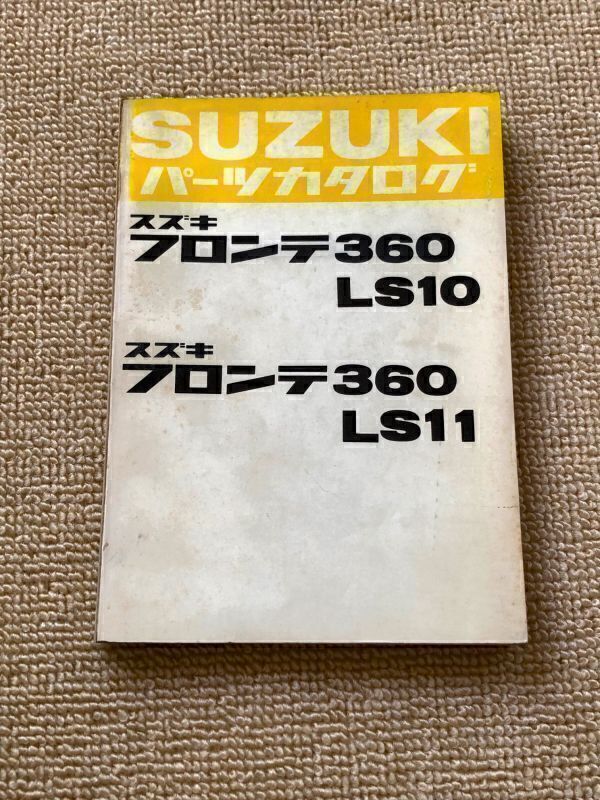 SUZUKI
パーツカタログ
スズキ
フロンテ360
LS10
スズキ
フロンテ360
LS11